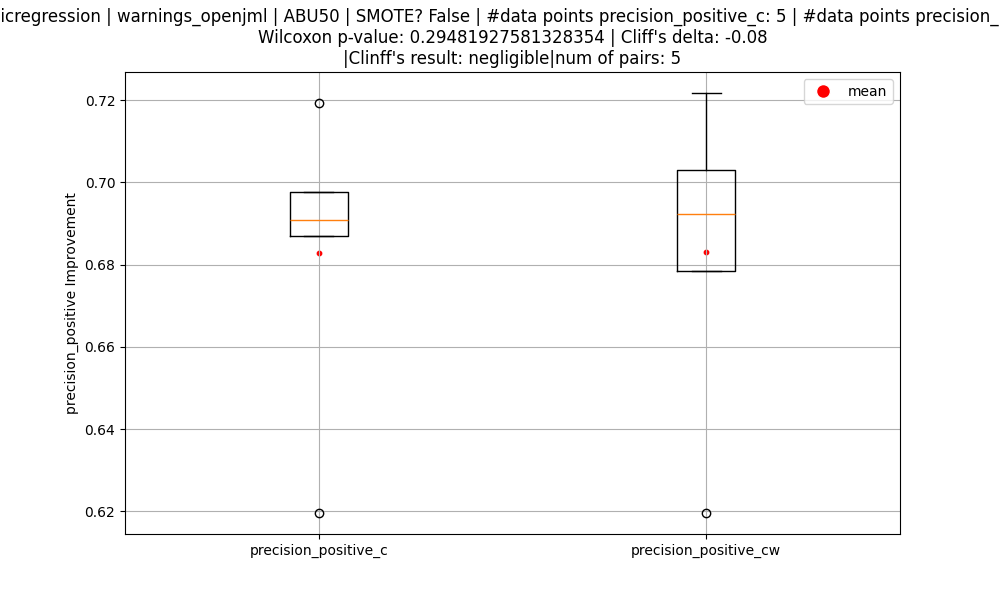 icregression | warnings_openjml | ABU50 | SMOTE? False | #data points precision_positive_c: 5 | #data points precision_
Wilcoxon p-value: 0.29481927581328354 | Cliff's delta: -0.08
|Clinff's result: negligible|num of pairs: 5
mean
0.72
0.70
0.68
0.66
0.64
0.62
precision_positive Improvement
precision_positive_c
precision_positive_cw